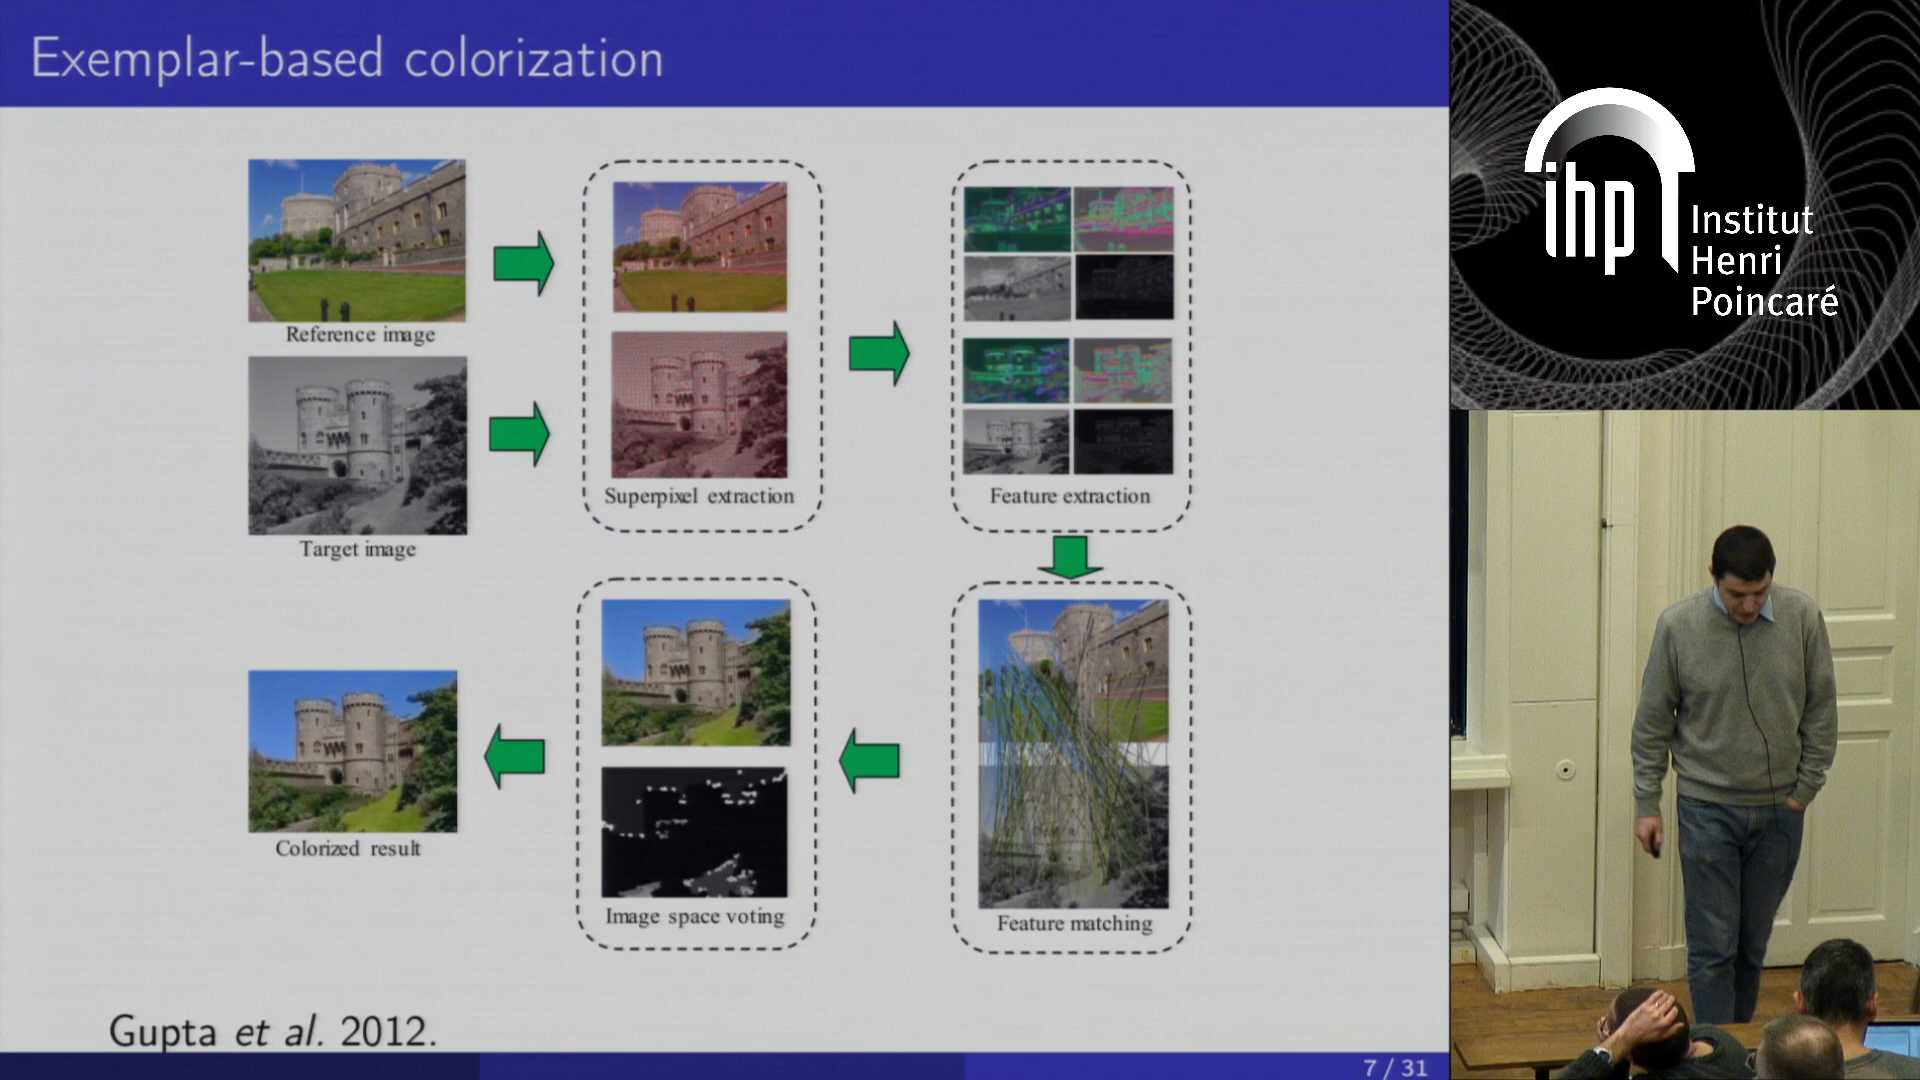 Exemplar-based colorization
Reference image
Target image
Superpixel extraction
Feature extraction
Colorized result
Image space voting
Feature matching
Gupta et al. 2012.
7 / 31
ihp
Institut
Henri
Poincaré